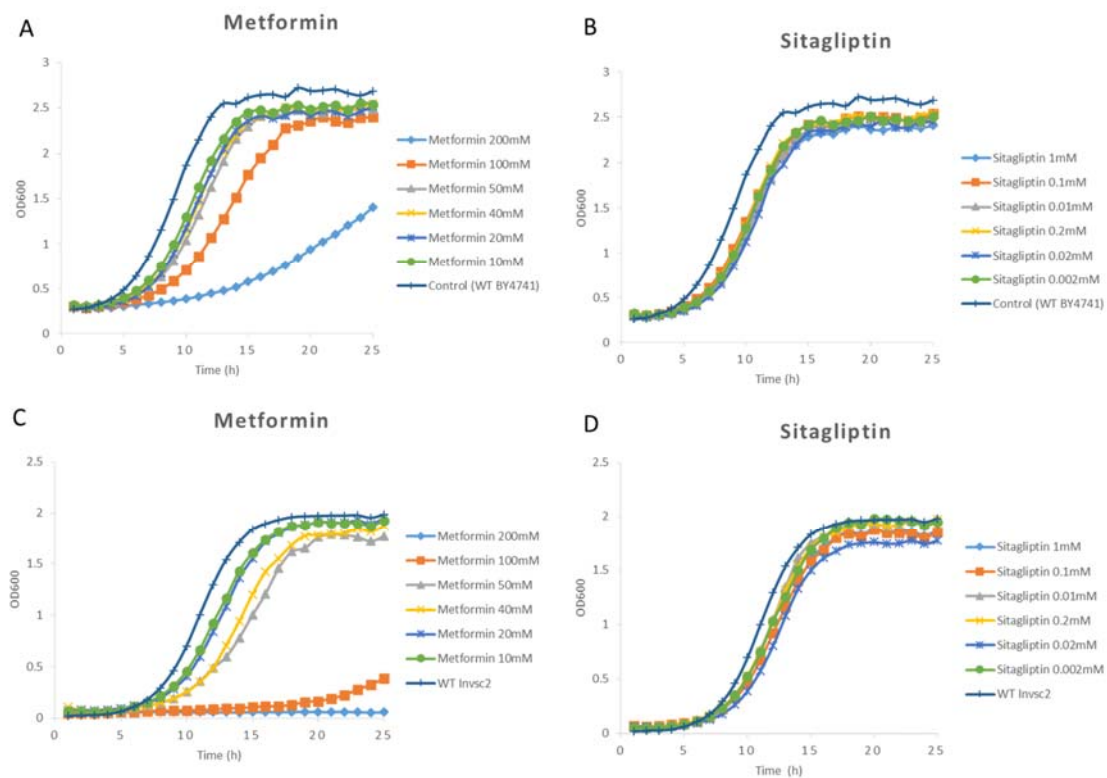 A
Metformin
3
2.5
2
1.5
1
0.5
0
OD600
0
5
10
15
20
25
Time (h)
Metformin 200mM
Metformin 100mM
Metformin 50mM
Metformin 40mM
Metformin 20mM
Metformin 10mM
Control (WT BY4741)
B
Sitagliptin
3
2.5
2
1.5
1
0.5
0
OD600
0
5
10
15
20
25
Time (h)
Sitagliptin 1mM
Sitagliptin 0.1mM
Sitagliptin 0.01mM
Sitagliptin 0.2mM
Sitagliptin 0.02mM
Sitagliptin 0.002mM
Control (WT BY4741)
C
Metformin
2.5
2
1.5
1
0.5
0
OD600
0
5
10
15
20
25
Time (h)
Metformin 200mM
Metformin 100mM
Metformin 50mM
Metformin 40mM
Metformin 20mM
Metformin 10mM
WT Invsc2
D
Sitagliptin
2.5
2
1.5
1
0.5
0
OD600
0
5
10
15
20
25
Time (h)
Sitagliptin 1mM
Sitagliptin 0.1mM
Sitagliptin 0.01mM
Sitagliptin 0.2mM
Sitagliptin 0.02mM
Sitagliptin 0.002mM
WT Invsc2